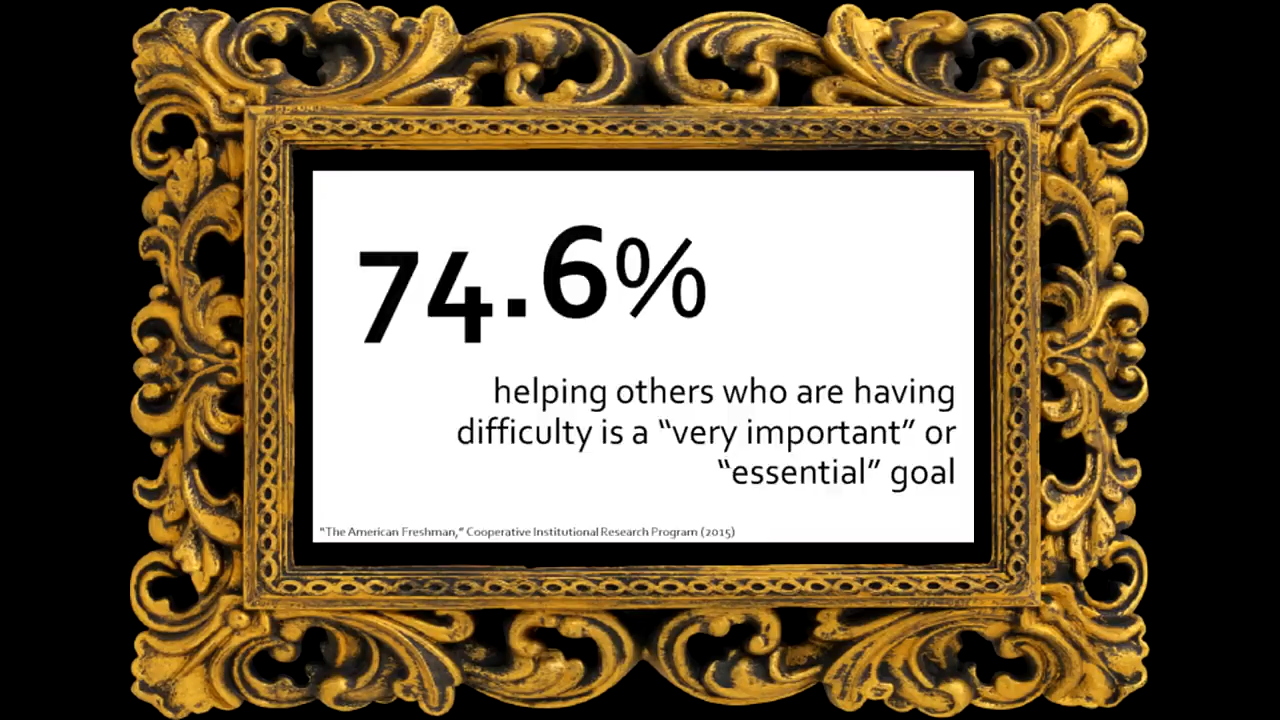 74.6%
helping others who are having
difficulty is a “very important” or
“essential” goal
“The American Freshman,” Cooperative Institutional Research Program (2015)